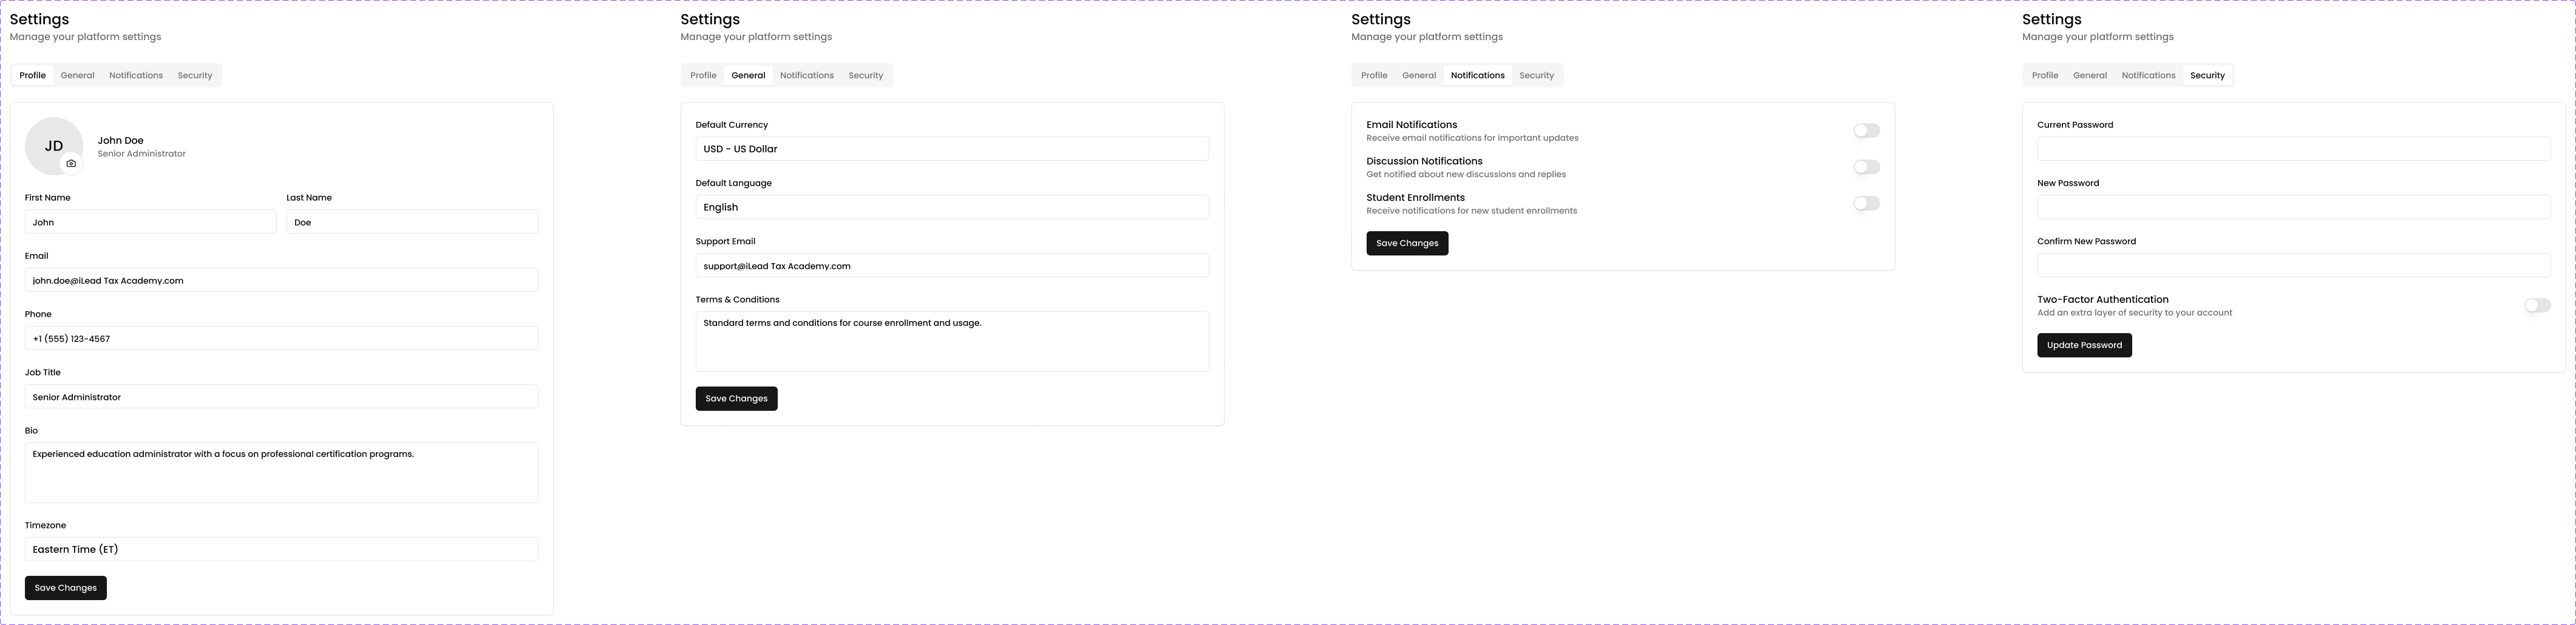 Settings
Manage your platform settings
Profile General Notifications Security
JD
John Doe
Senior Administrator
First Name
John
Last Name
Doe
Email
john.doe@iLead Tax Academy.com
Phone
+1 (555) 123-4567
Job Title
Senior Administrator
Bio
Experienced education administrator with a focus on professional certification programs.
Timezone
Eastern Time (ET)
Save Changes
Settings
Manage your platform settings
Profile General Notifications Security
Default Currency
USD - US Dollar
Default Language
English
Support Email
support@iLead Tax Academy.com
Terms & Conditions
Standard terms and conditions for course enrollment and usage.
Save Changes
Settings
Manage your platform settings
Profile General Notifications Security
Email Notifications
Receive email notifications for important updates
Discussion Notifications
Get notified about new discussions and replies
Student Enrollments
Receive notifications for new student enrollments
Save Changes
Settings
Manage your platform settings
Profile General Notifications Security
Current Password
New Password
Confirm New Password
Two-Factor Authentication
Add an extra layer of security to your account
Update Password